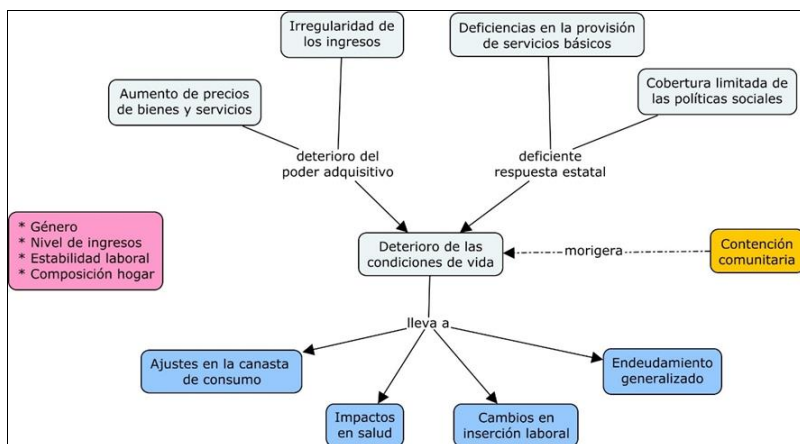 Irregularidad de
los ingresos
Deficiencias en la provisión
de servicios básicos
Aumento de precios
de bienes y servicios
Cobertura limitada de
las políticas sociales
deterioro del
poder adquisitivo
deficiente
respuesta estatal
* Género
* Nivel de ingresos
* Estabilidad laboral
* Composición hogar
Deterioro de las
condiciones de vida
morigera
Contención
comunitaria
lleva a
Ajustes en la canasta
de consumo
Impactos
en salud
Cambios en
inserción laboral
Endeudamiento
generalizado